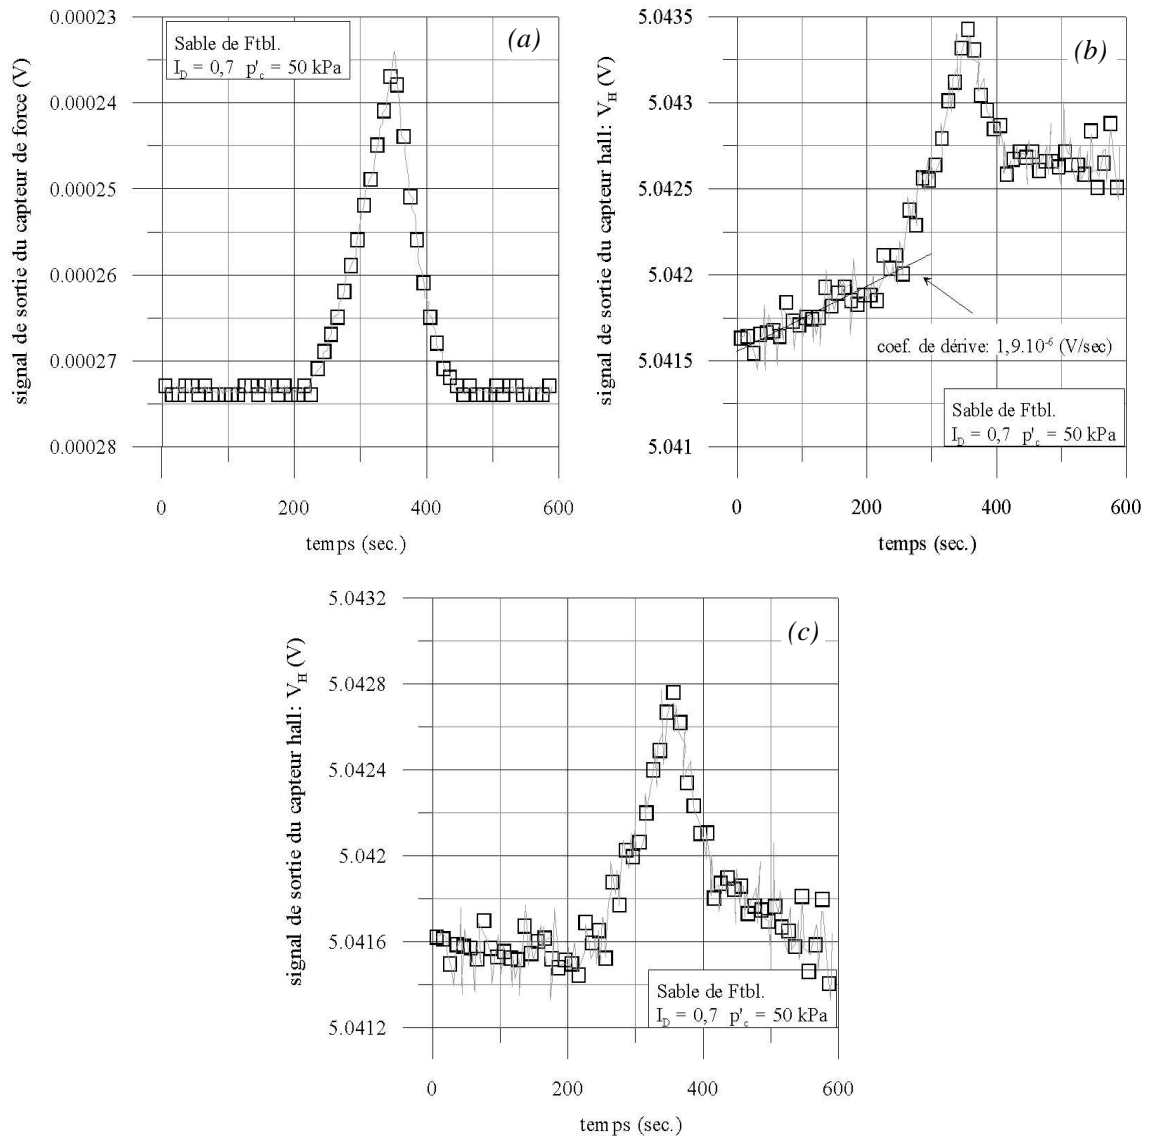 (a)
Sable de Ftbl.
I_D = 0,7 p'_c = 50 kPa
signal de sortie du capteur de force (V)
0.00023
0.00024
0.00025
0.00026
0.00027
0.00028
0 200 400 600
temps (sec.)
(b)
signal de sortie du capteur hall: V_H (V)
5.0435
5.043
5.0425
5.042
5.0415
5.041
coef. de dérive: 1,9.10⁻⁶ (V/sec)
Sable de Ftbl.
I_D = 0,7 p'_c = 50 kPa
0 200 400 600
temps (sec.)
(c)
signal de sortie du capteur hall: V_H (V)
5.0432
5.0428
5.0424
5.042
5.0416
5.0412
Sable de Ftbl.
I_D = 0,7 p'_c = 50 kPa
0 200 400 600
temps (sec.)